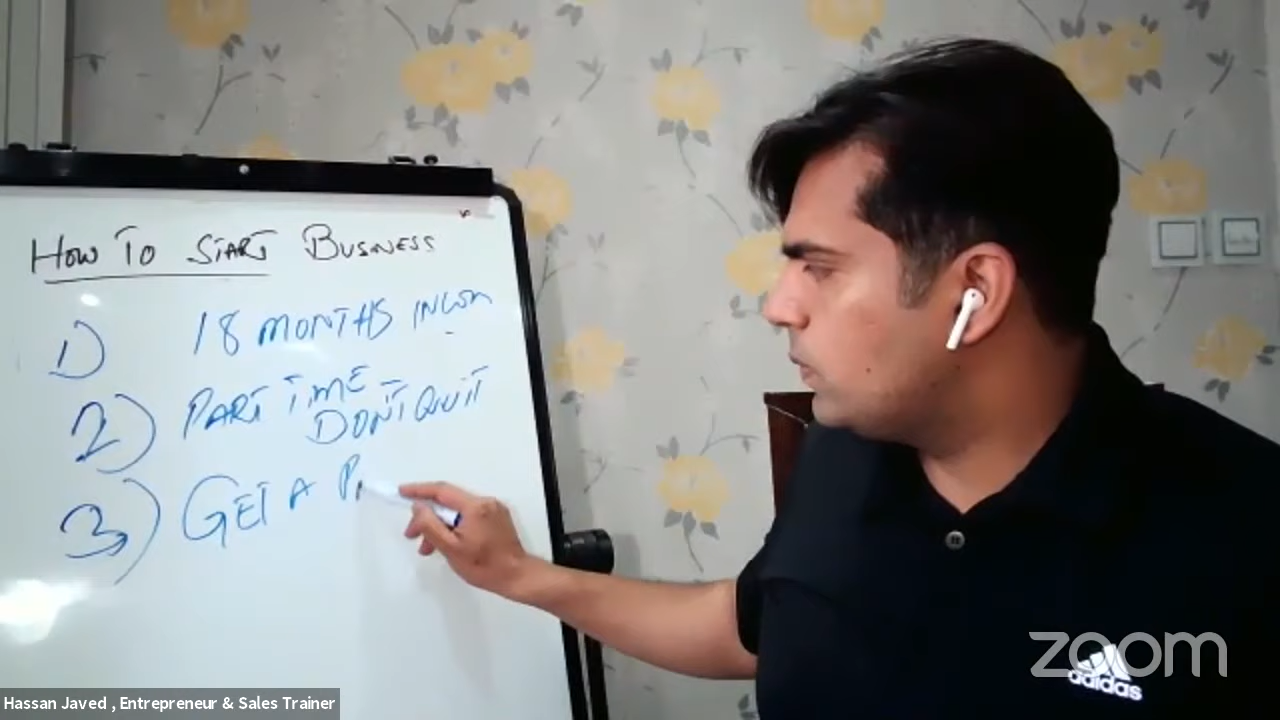 HOW TO START BUSINESS
1) 18 MONTHS INCOM
2) PART TIME
DON'T QUIT
3) GET A P
zoom
adidas
Hassan Javed , Entrepreneur & Sales Trainer